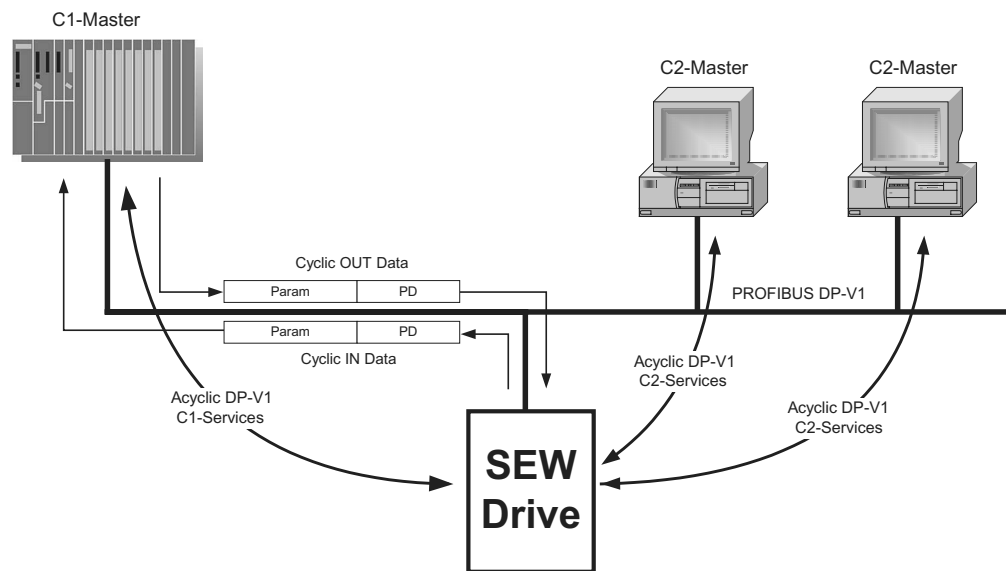 C1-Master
C2-Master
C2-Master
Cyclic OUT Data
Param
PD
PROFIBUS DP-V1
Param
PD
Cyclic IN Data
Acyclic DP-V1
C1-Services
Acyclic DP-V1
C2-Services
Acyclic DP-V1
C2-Services
SEW
Drive